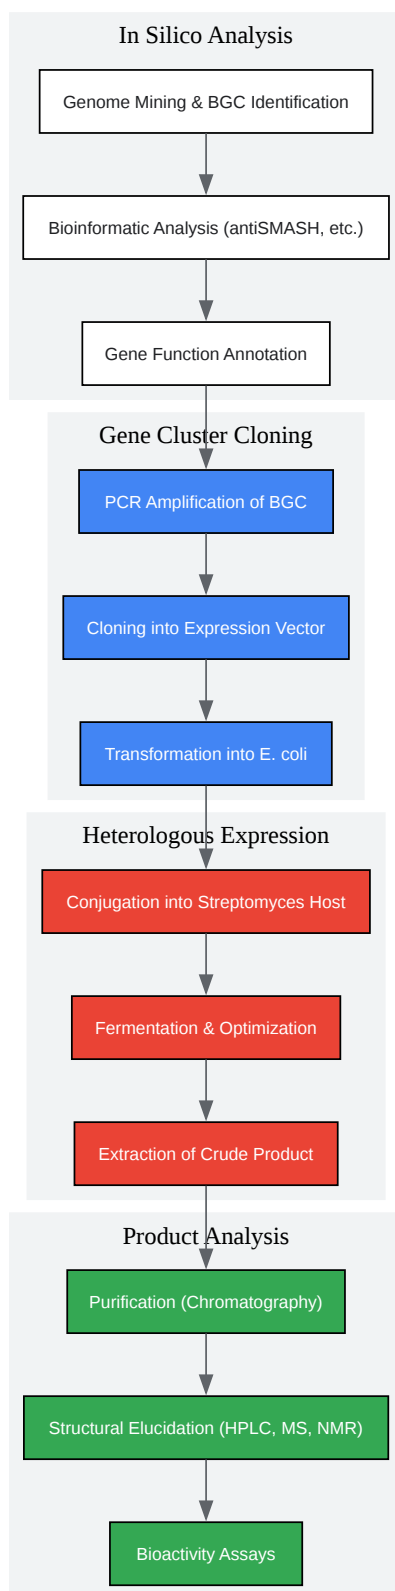 In Silico Analysis
Genome Mining & BGC Identification
Bioinformatic Analysis (antiSMASH, etc.)
Gene Function Annotation
Gene Cluster Cloning
PCR Amplification of BGC
Cloning into Expression Vector
Transformation into E. coli
Heterologous Expression
Conjugation into Streptomyces Host
Fermentation & Optimization
Extraction of Crude Product
Product Analysis
Purification (Chromatography)
Structural Elucidation (HPLC, MS, NMR)
Bioactivity Assays